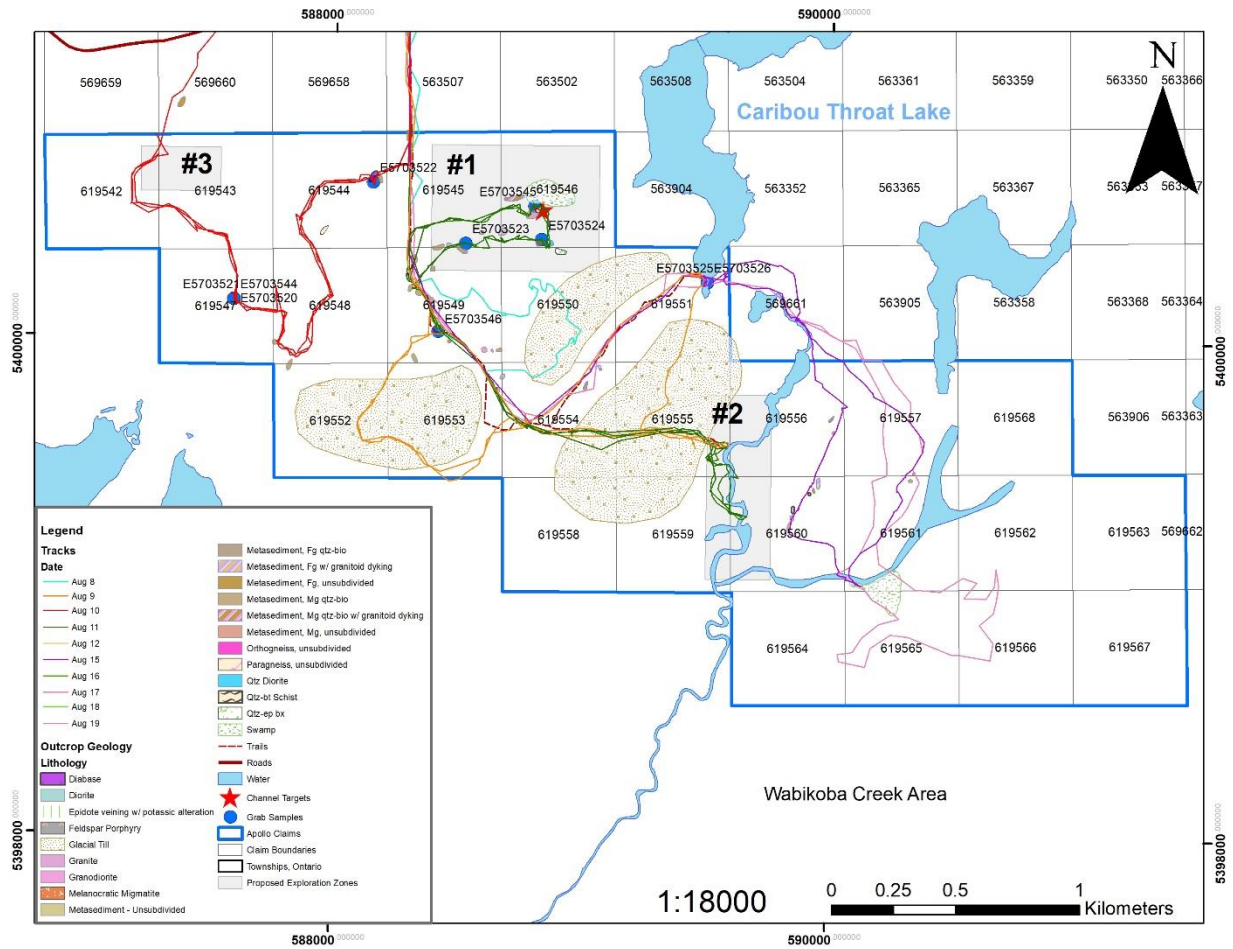 588000 000000
590000 000000
569659
569660
569658
563507
563502
563508
563504
563361
563359
563350
563366
Caribou Throat Lake
N
#3
E5703522
#1
619542
619543
619544
619545
E5703545
619546
563904
563352
563365
563367
E5703523
E5703524
E5703525
E5703526
E5703521
E5703544
E5703520
619547
619548
619549
619550
619551
569661
563905
563358
563368
563364
E5703546
5400000 000000
5400000 000000
619552
619553
619554
619555
#2
619556
619557
619568
563906
563363
619558
619559
619560
619561
619562
619563
569662
619564
619565
619566
619567
Legend
Tracks
Date
Aug 8
Aug 9
Aug 10
Aug 11
Aug 12
Aug 15
Aug 16
Aug 17
Aug 18
Aug 19
Outcrop Geology
Lithology
Diabase
Diorite
Epidote veining w/ potassic alteration
Feldspar Porphyry
Glacial Till
Granite
Granodiorite
Melanocratic Migmatite
Metasediment - Unsubdivided
Metasediment, Fg qtz-bio
Metasediment, Fg w/ granitoid dyking
Metasediment, Fg, unsubdivided
Metasediment, Mg qtz-bio
Metasediment, Mg qtz-bio w/ granitoid dyking
Metasediment, Mg, unsubdivided
Orthogneiss, unsubdivided
Paragneiss, unsubdivided
Qtz Diorite
Qtz-bt Schist
Qtz-ep bx
Swamp
Trails
Roads
Water
Channel Targets
Grab Samples
Apollo Claims
Claim Boundaries
Townships, Ontario
Proposed Exploration Zones
Wabikoba Creek Area
5398000 000000
5398000 000000
1:18000
0 0.25 0.5 1
Kilometers
588000 000000
590000 000000